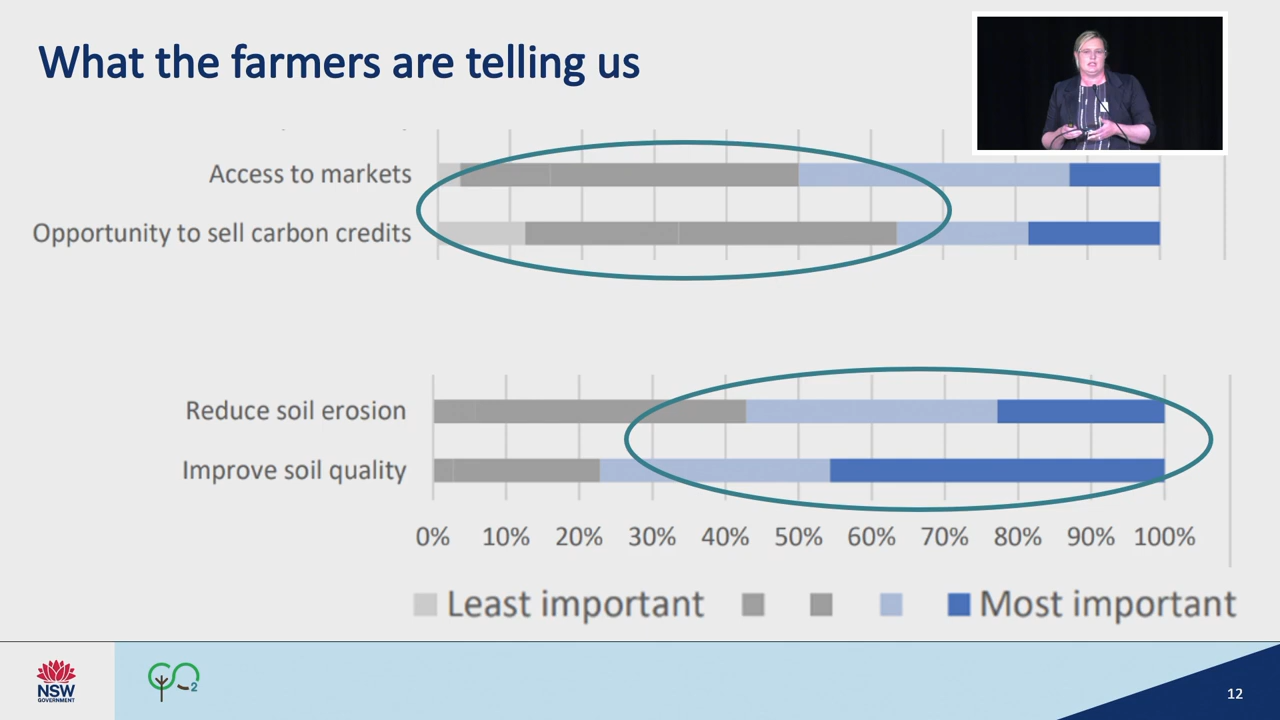 What the farmers are telling us
Access to markets
Opportunity to sell carbon credits
Reduce soil erosion
Improve soil quality
0% 10% 20% 30% 40% 50% 60% 70% 80% 90% 100%
Least important Most important
NSW
GOVERNMENT
2
12